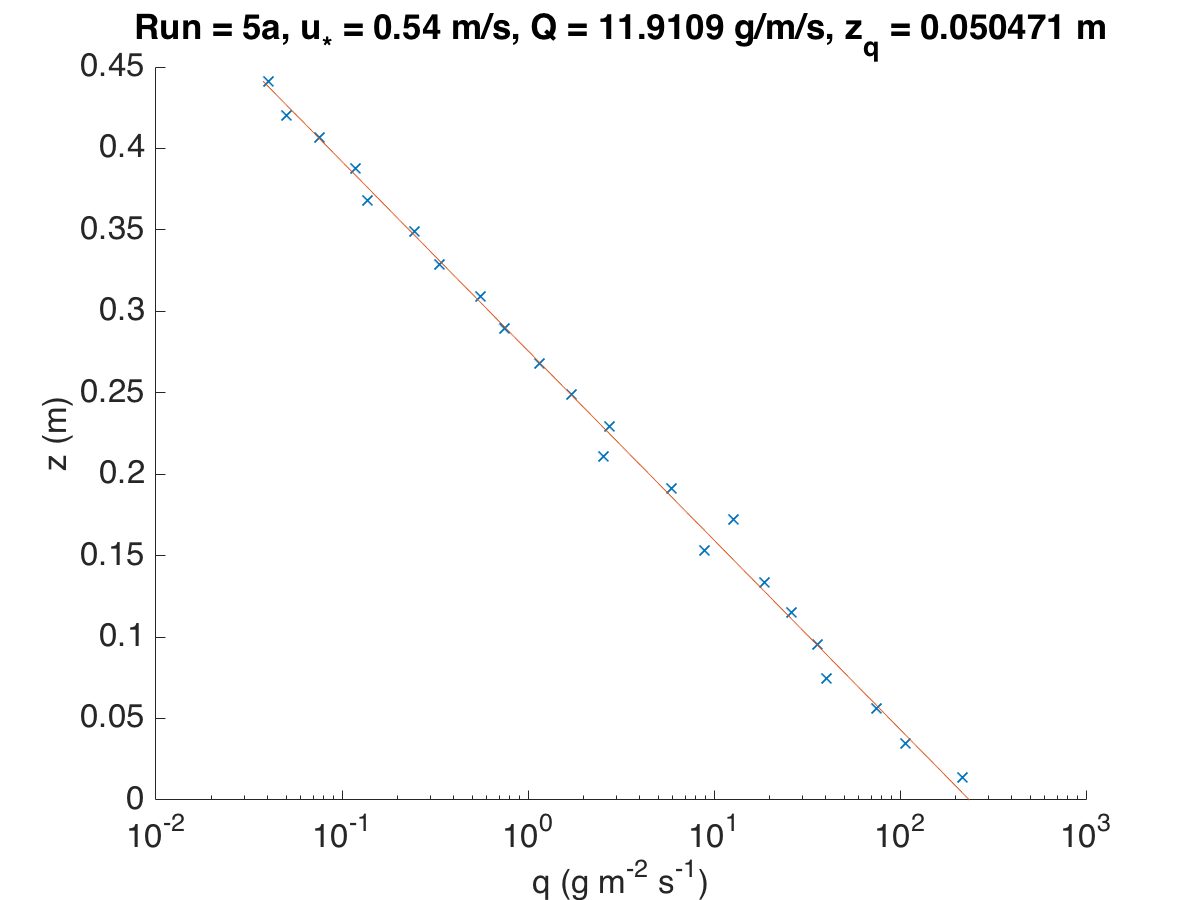 Run = 5a, u* = 0.54 m/s, Q = 11.9109 g/m/s, zq = 0.050471 m
0.45
0.4
0.35
0.3
0.25
0.2
0.15
0.1
0.05
0
z (m)
10-2 10-1 100 101 102 103
q (g m-2 s-1)